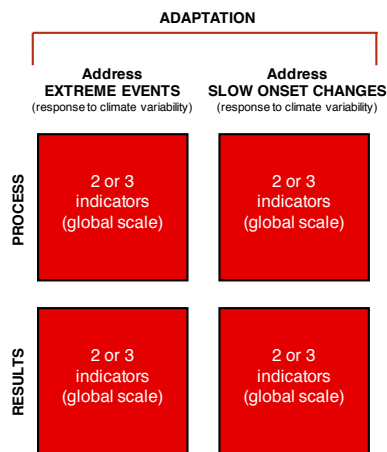 ADAPTATION
Address
EXTREME EVENTS
(response to climate variability)
Address
SLOW ONSET CHANGES
(response to climate variability)
PROCESS
2 or 3
indicators
(global scale)
2 or 3
indicators
(global scale)
RESULTS
2 or 3
indicators
(global scale)
2 or 3
indicators
(global scale)